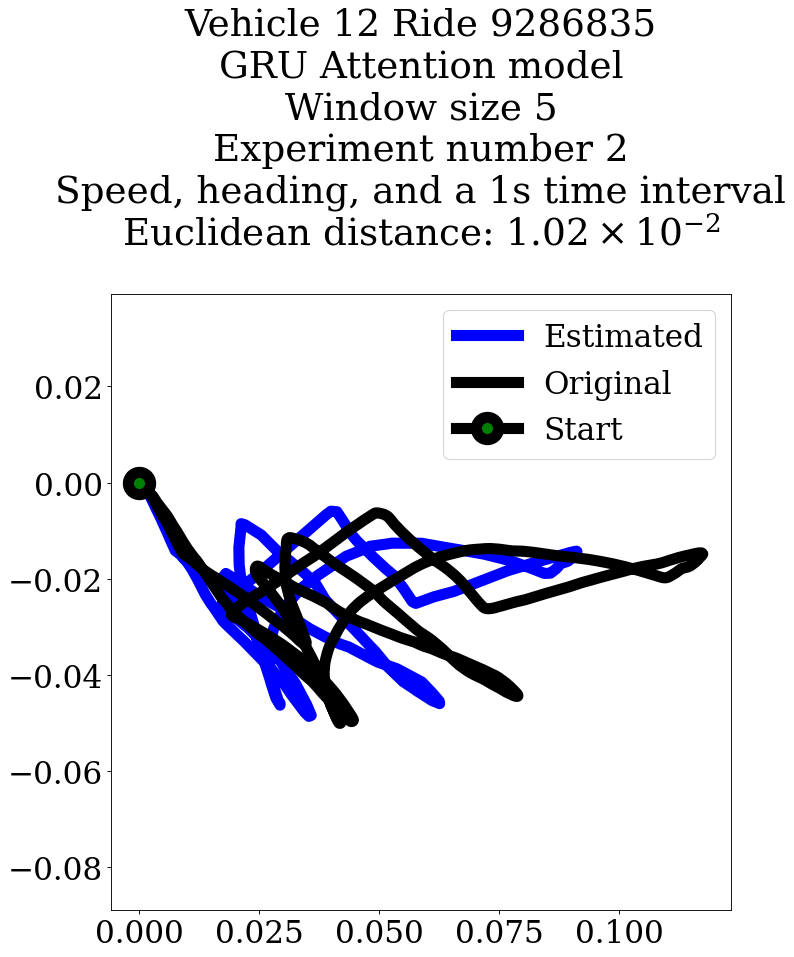 Vehicle 12 Ride 9286835
GRU Attention model
Window size 5
Experiment number 2
Speed, heading, and a 1s time interval
Euclidean distance: 1.02 × 10⁻²
Estimated
Original
Start
0.02
0.00
−0.02
−0.04
−0.06
−0.08
0.000 0.025 0.050 0.075 0.100